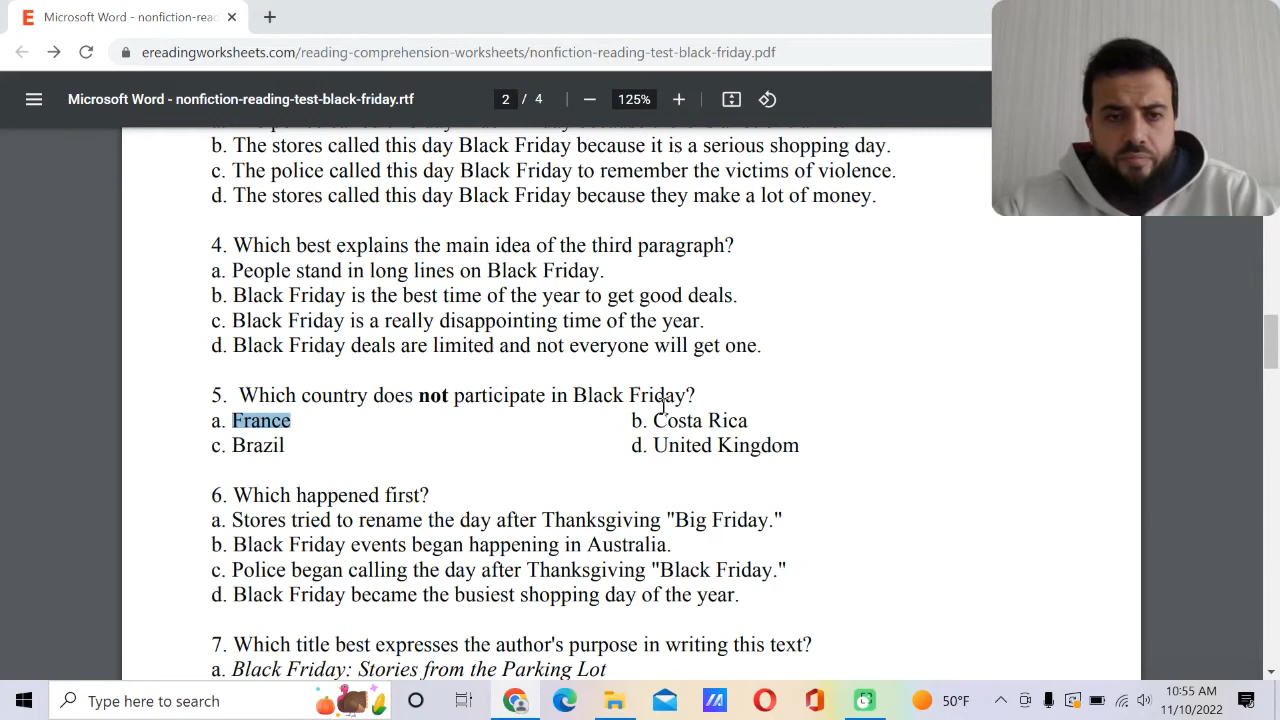 Microsoft Word - nonfiction-read
ereadingworksheets.com/reading-comprehension-worksheets/nonfiction-reading-test-black-friday.pdf
Microsoft Word - nonfiction-reading-test-black-friday.rtf
2 / 4
125%
b. The stores called this day Black Friday because it is a serious shopping day.
c. The police called this day Black Friday to remember the victims of violence.
d. The stores called this day Black Friday because they make a lot of money.
4. Which best explains the main idea of the third paragraph?
a. People stand in long lines on Black Friday.
b. Black Friday is the best time of the year to get good deals.
c. Black Friday is a really disappointing time of the year.
d. Black Friday deals are limited and not everyone will get one.
5. Which country does not participate in Black Friday?
a. France b. Costa Rica
c. Brazil d. United Kingdom
6. Which happened first?
a. Stores tried to rename the day after Thanksgiving "Big Friday."
b. Black Friday events began happening in Australia.
c. Police began calling the day after Thanksgiving "Black Friday."
d. Black Friday became the busiest shopping day of the year.
7. Which title best expresses the author's purpose in writing this text?
a. Black Friday: Stories from the Parking Lot
Type here to search
50°F
10:55 AM
11/10/2022